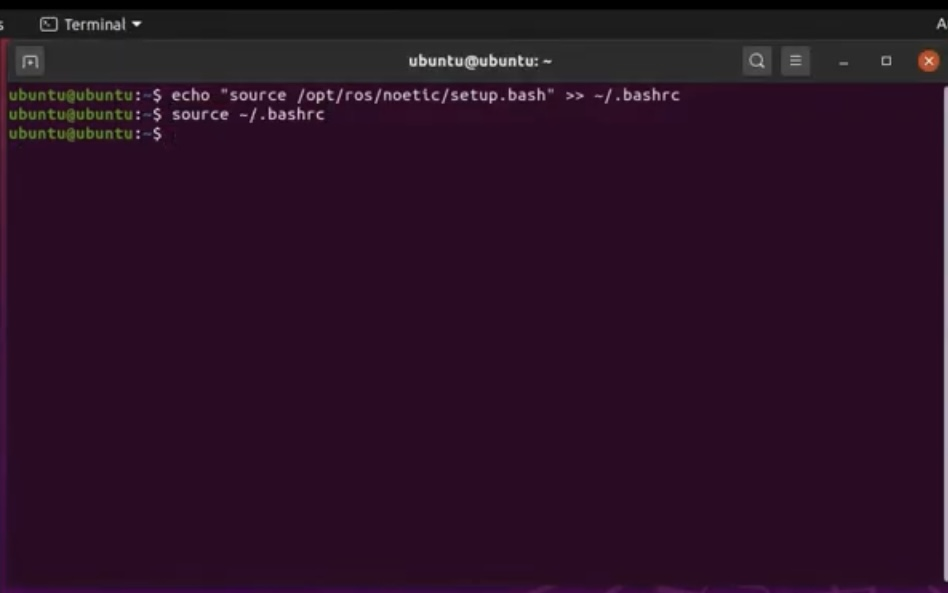 s Terminal A
ubuntu@ubuntu: ~
ubuntu@ubuntu:~$ echo "source /opt/ros/noetic/setup.bash" >> ~/.bashrc
ubuntu@ubuntu:~$ source ~/.bashrc
ubuntu@ubuntu:~$